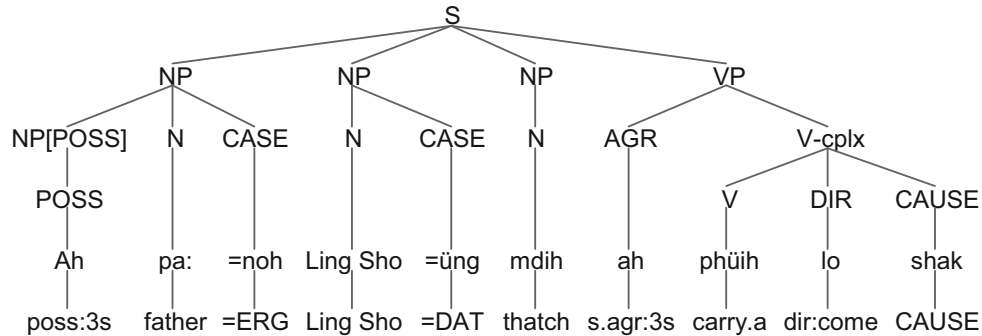 S
NP NP NP VP
NP[POSS] N CASE N CASE N AGR V-cplx
POSS V DIR CAUSE
Ah pa: =noh Ling Sho =üng mdih ah phüih lo shak
poss:3s father =ERG Ling Sho =DAT thatch s.agr:3s carry.a dir:come CAUSE